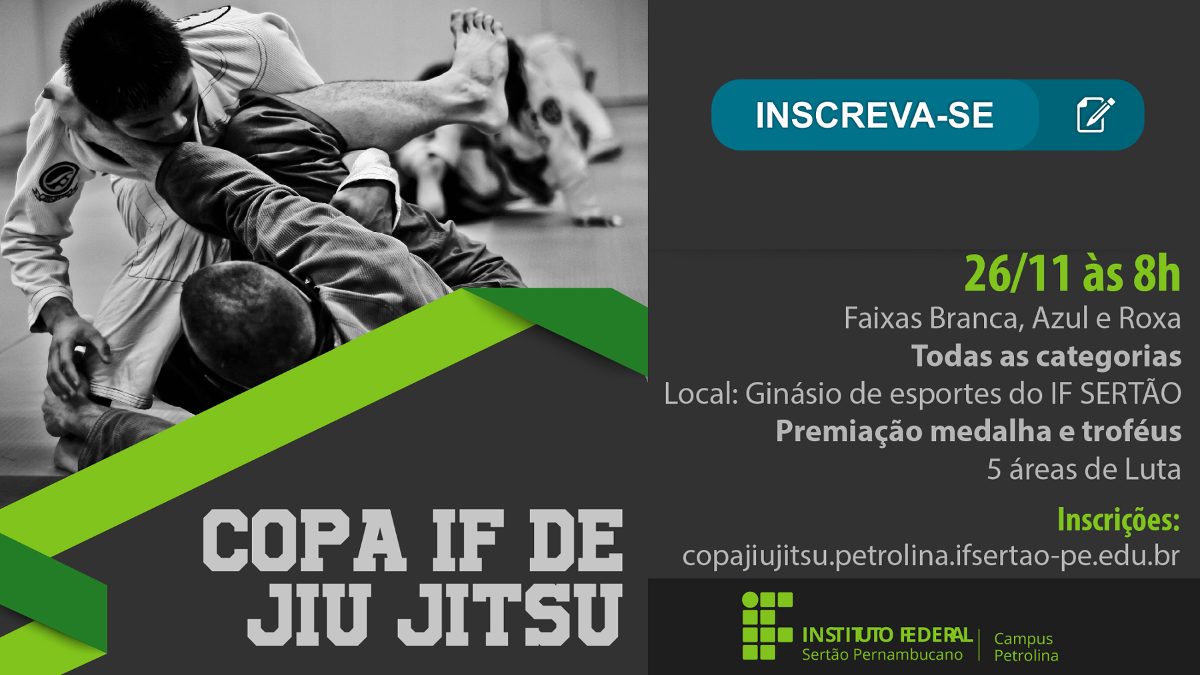 INSCREVA-SE
26/11 às 8h
Faixas Branca, Azul e Roxa
Todas as categorias
Local: Ginásio de esportes do IF SERTÃO
Premiação medalha e troféus
5 áreas de Luta
Inscrições:
copajiujitsu.petrolina.ifsertao-pe.edu.br
COPA IF DE
JIU JITSU
INSTITUTO FEDERAL
Sertão Pernambucano
Campus
Petrolina